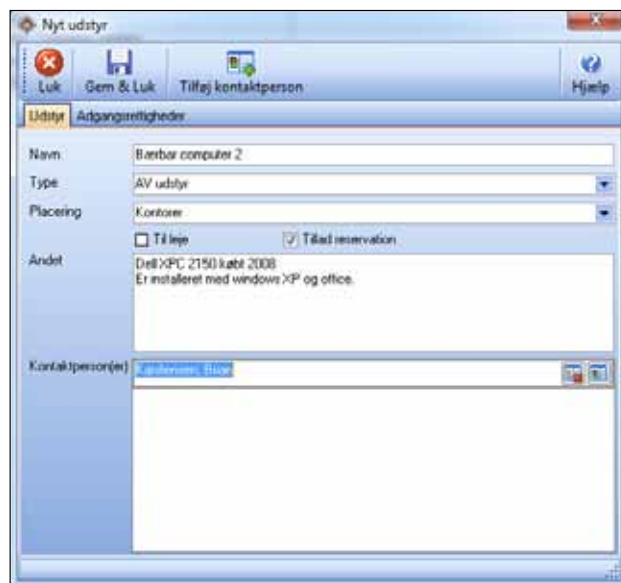 Nyt udstyr
Luk
Gem & Luk
Tilføj kontaktperson
Hjælp
Udstyr Adgangsrettigheder
Navn Bærbar computer 2
Type AV udstyr
Placering Kontorer
Til leje Tillad reservation
Andet Dell XPC 2150 købt 2008
Er installeret med windows XP og office.
Kontaktperson(er)